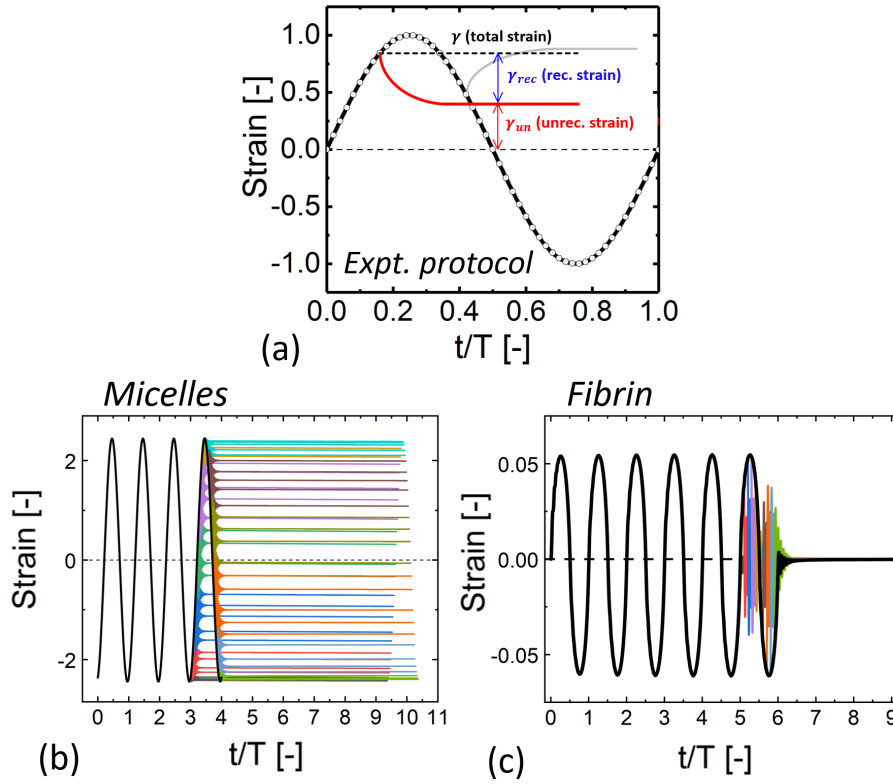 γ (total strain)
γrec (rec. strain)
γun (unrec. strain)
Strain [-]
1.0
0.5
0.0
-0.5
-1.0
Expt. protocol
0.0 0.2 0.4 0.6 0.8 1.0
(a) t/T [-]
Micelles
Strain [-]
2
0
-2
0 1 2 3 4 5 6 7 8 9 10 11
(b) t/T [-]
Fibrin
Strain [-]
0.05
0.00
-0.05
0 1 2 3 4 5 6 7 8 9
(c) t/T [-]